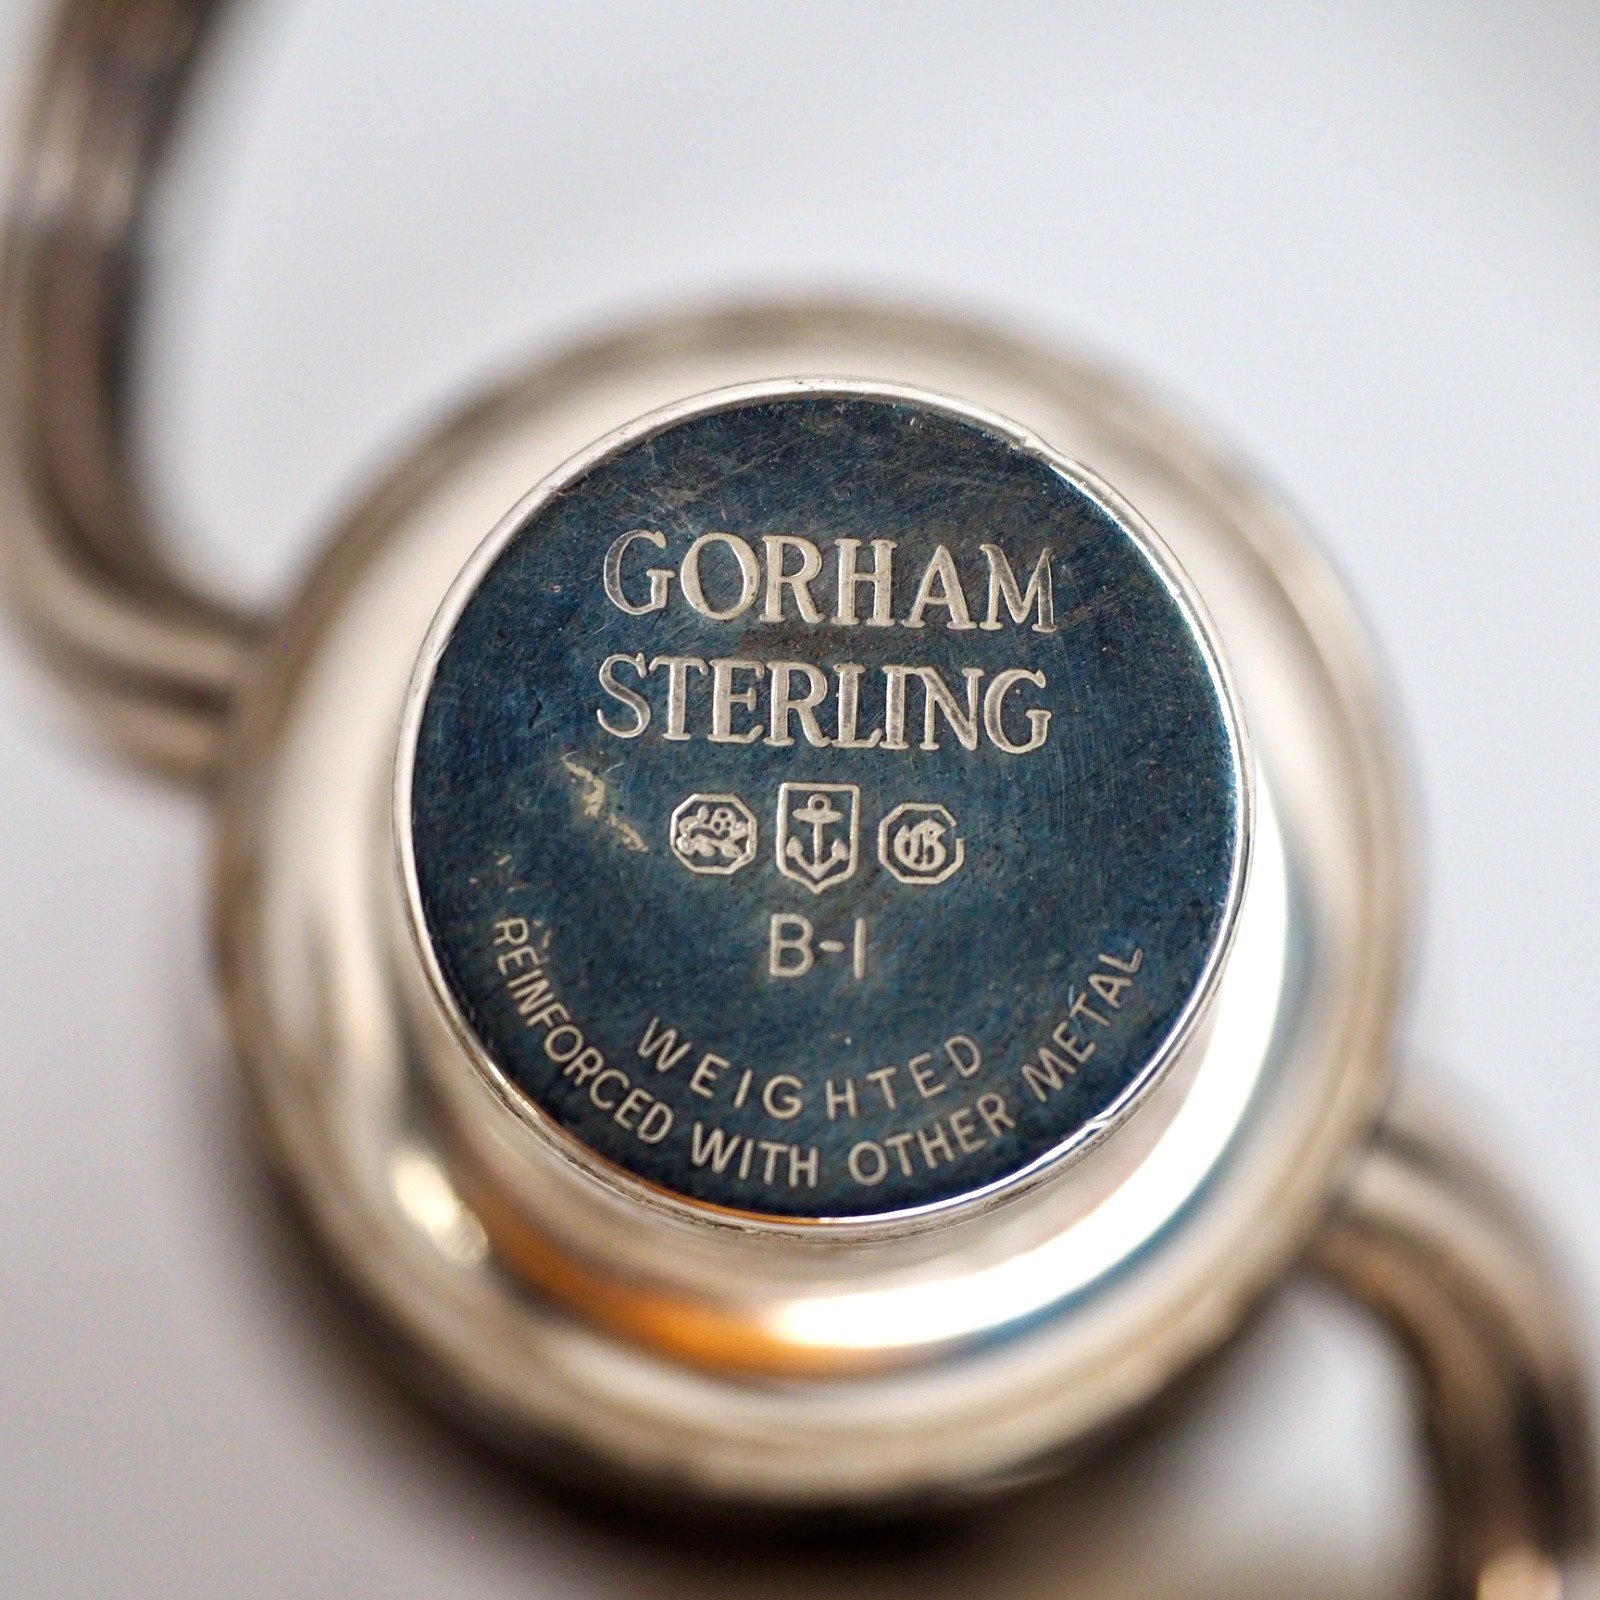 GORHAM
STERLING
G
B-1
WEIGHTED
REINFORCED WITH OTHER METAL